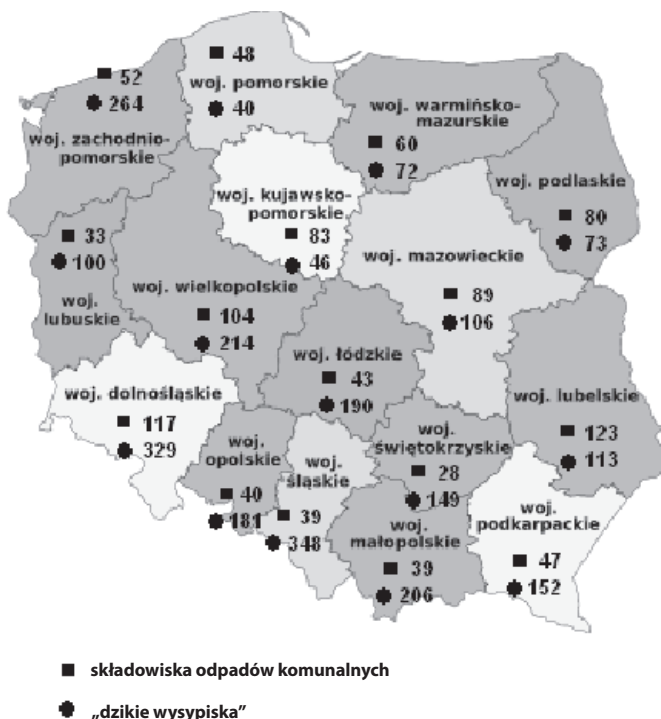 48
woj. pomorskie
40
52
264
woj. zachodnio-
pomorskie
woj. warmińsko-
mazurskie
60
72
woj. podlaskie
80
73
woj. kujawsko-
pomorskie
83
46
33
100
woj.
lubuskie
woj. wielkopolskie
104
214
woj. mazowieckie
89
106
woj. łódzkie
43
190
woj. dolnośląskie
117
329
woj. lubelskie
123
113
woj.
opolskie
40
181
woj.
śląskie
39
348
woj.
świętokrzyskie
28
149
woj.
małopolskie
39
206
woj.
podkarpackie
47
152
składowiska odpadów komunalnych
„dzikie wysypiska”